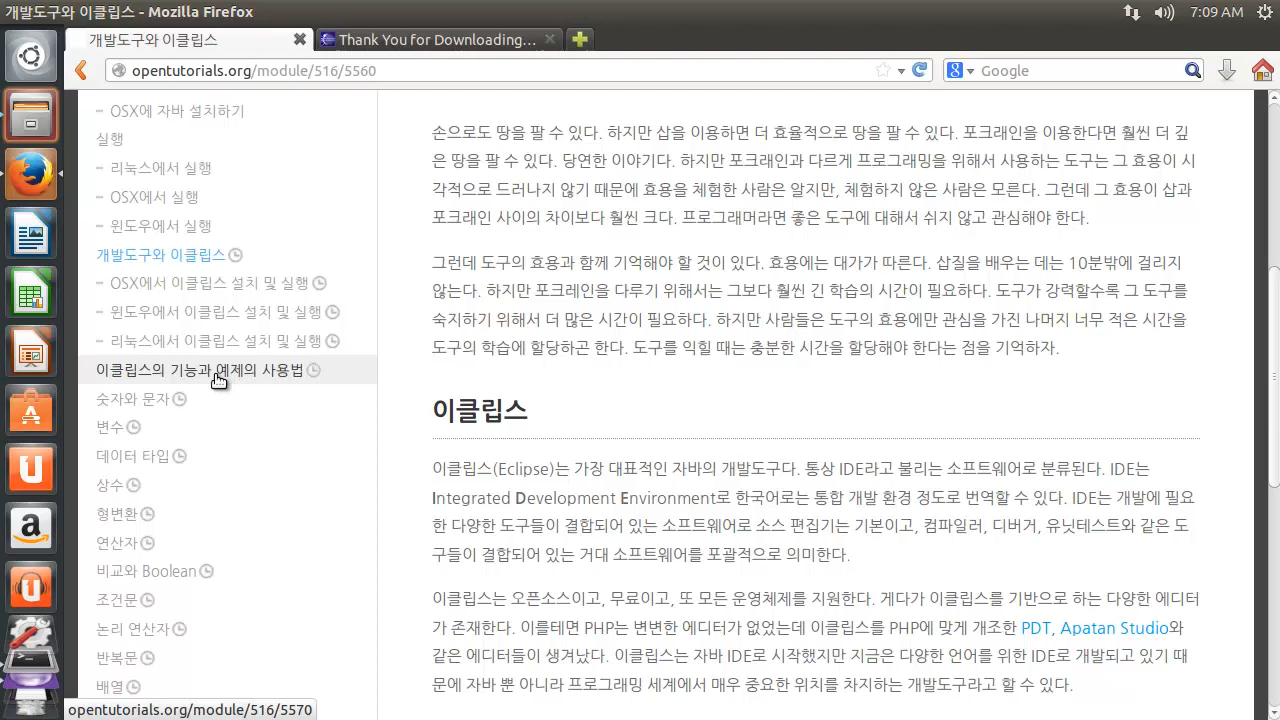 개발도구와 이클립스 - Mozilla Firefox
7:09 AM
개발도구와 이클립스
Thank You for Downloading...
opentutorials.org/module/516/5560
Google
- OSX에 자바 설치하기
실행
- 리눅스에서 실행
- OSX에서 실행
- 윈도우에서 실행
개발도구와 이클립스
- OSX에서 이클립스 설치 및 실행
- 윈도우에서 이클립스 설치 및 실행
- 리눅스에서 이클립스 설치 및 실행
이클립스의 기능과 예제의 사용법
숫자와 문자
변수
데이터 타입
상수
형변환
연산자
비교와 Boolean
조건문
논리 연산자
반복문
배열
손으로도 땅을 팔 수 있다. 하지만 삽을 이용하면 더 효율적으로 땅을 팔 수 있다. 포크래인을 이용한다면 훨씬 더 깊
은 땅을 팔 수 있다. 당연한 이야기다. 하지만 포크래인과 다르게 프로그래밍을 위해서 사용하는 도구는 그 효용이 시
각적으로 드러나지 않기 때문에 효용을 체험한 사람은 알지만, 체험하지 않은 사람은 모른다. 그런데 그 효용이 삽과
포크래인 사이의 차이보다 훨씬 크다. 프로그래머라면 좋은 도구에 대해서 쉬지 않고 관심해야 한다.
그런데 도구의 효용과 함께 기억해야 할 것이 있다. 효용에는 대가가 따른다. 삽질을 배우는 데는 10분밖에 걸리지
않는다. 하지만 포크레인을 다루기 위해서는 그보다 훨씬 긴 학습의 시간이 필요하다. 도구가 강력할수록 그 도구를
숙지하기 위해서 더 많은 시간이 필요하다. 하지만 사람들은 도구의 효용에만 관심을 가진 나머지 너무 적은 시간을
도구의 학습에 할당하곤 한다. 도구를 익힐 때는 충분한 시간을 할당해야 한다는 점을 기억하자.
이클립스
이클립스(Eclipse)는 가장 대표적인 자바의 개발도구다. 통상 IDE라고 불리는 소프트웨어로 분류된다. IDE는
Integrated Development Environment로 한국어로는 통합 개발 환경 정도로 번역할 수 있다. IDE는 개발에 필요
한 다양한 도구들이 결합되어 있는 소프트웨어로 소스 편집기는 기본이고, 컴파일러, 디버거, 유닛테스트와 같은 도
구들이 결합되어 있는 거대 소프트웨어를 포괄적으로 의미한다.
이클립스는 오픈소스이고, 무료이고, 또 모든 운영체제를 지원한다. 게다가 이클립스를 기반으로 하는 다양한 에디터
가 존재한다. 이를테면 PHP는 변변한 에디터가 없었는데 이클립스를 PHP에 맞게 개조한 PDT, Apatan Studio와
같은 에디터들이 생겨났다. 이클립스는 자바 IDE로 시작했지만 지금은 다양한 언어를 위한 IDE로 개발되고 있기 때
문에 자바 뿐 아니라 프로그래밍 세계에서 매우 중요한 위치를 차지하는 개발도구라고 할 수 있다.
opentutorials.org/module/516/5570